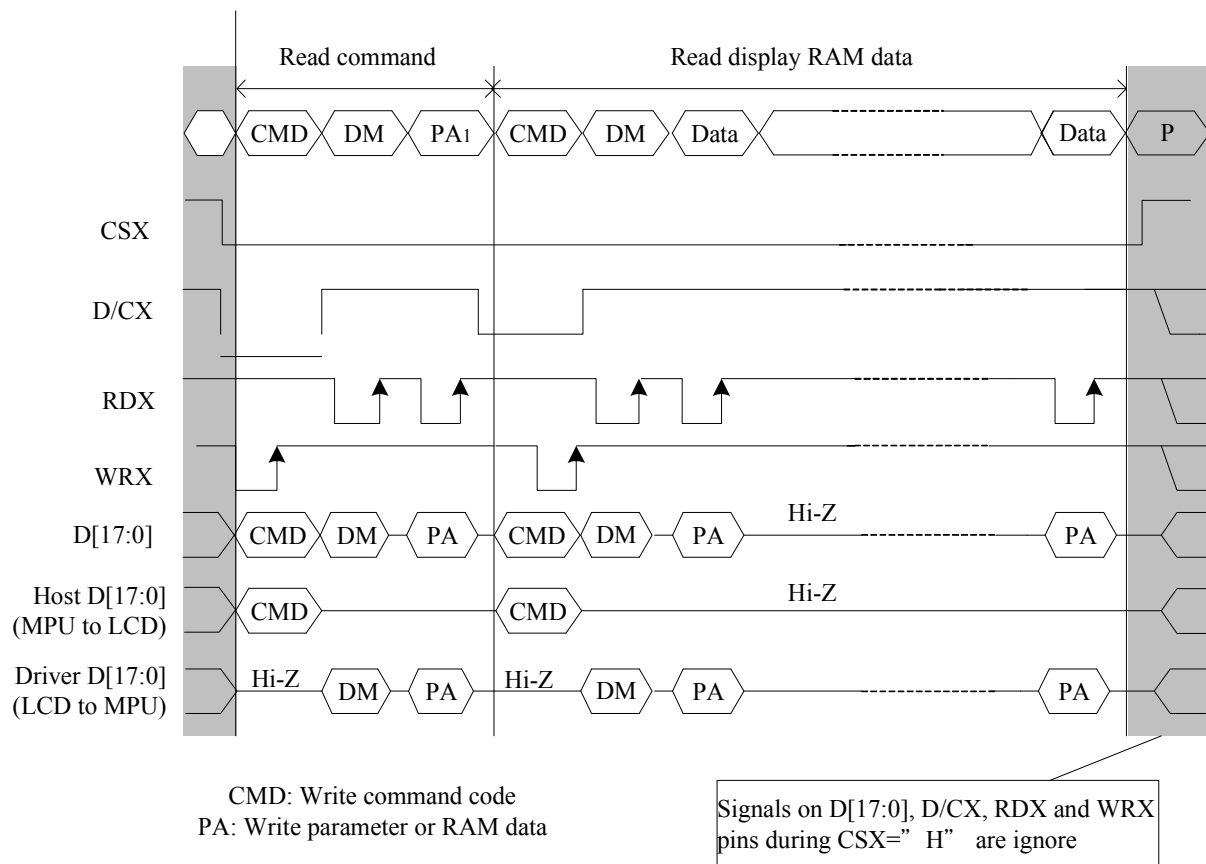 Read command
Read display RAM data
CMD DM PA1 CMD DM Data Data P
CSX
D/CX
RDX
WRX
Hi-Z
D[17:0] CMD DM PA CMD DM PA PA
Host D[17:0]
(MPU to LCD)
CMD CMD Hi-Z
Driver D[17:0]
(LCD to MPU)
Hi-Z DM PA Hi-Z DM PA PA
CMD: Write command code
PA: Write parameter or RAM data
Signals on D[17:0], D/CX, RDX and WRX
pins during CSX=” H” are ignore